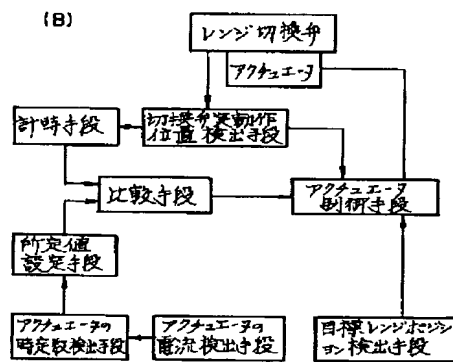 (B)
レンジ切換弁
アクチュエータ
計時手段
切換弁実動作
位置検出手段
比較手段
アクチュエータ
制御手段
所定値
設定手段
アクチュエータの
時定数検出手段
アクチュエータの
電流検出手段
目標レンジポジシ
ョン検出手段